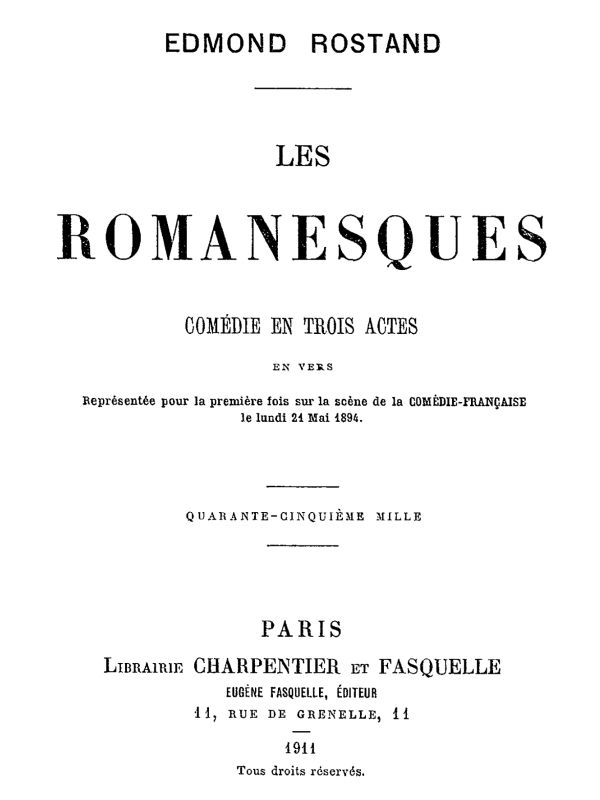 EDMOND ROSTAND
LES
ROMANESQUES
COMÉDIE EN TROIS ACTES
EN VERS
Représentée pour la première fois sur la scène de la COMÉDIE-FRANÇAISE
le lundi 21 Mai 1894.
QUARANTE-CINQUIÈME MILLE
PARIS
LIBRAIRIE CHARPENTIER ET FASQUELLE
EUGÈNE FASQUELLE, ÉDITEUR
11, RUE DE GRENELLE, 11
1911
Tous droits réservés.